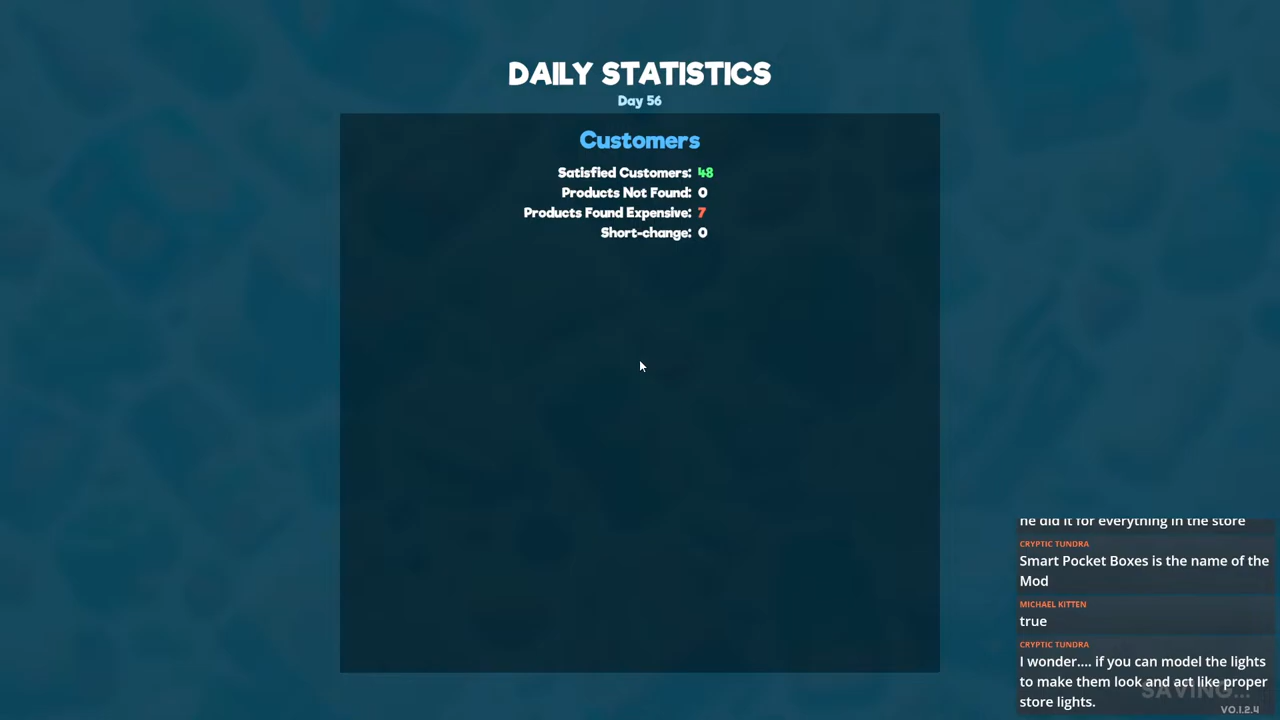 DAILY STATISTICS
Day 56
Customers
Satisfied Customers: 48
Products Not Found: 0
Products Found Expensive: 7
Short-change: 0
he did it for everything in the store
CRYPTIC TUNDRA
Smart Pocket Boxes is the name of the
Mod
MICHAEL KITTEN
true
CRYPTIC TUNDRA
I wonder.... if you can model the lights
to make them look and act like proper
store lights.
SAVING...
V0.1.2.4